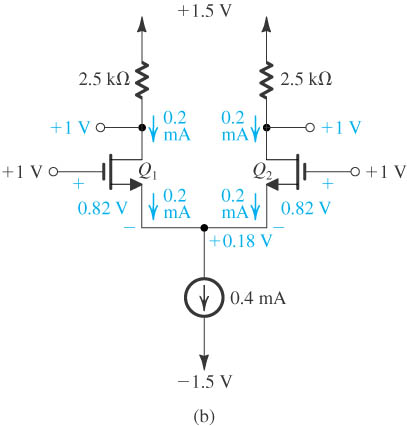 +1.5 V
2.5 kΩ 2.5 kΩ
+1 V 0.2 mA 0.2 mA +1 V
+1 V Q1 Q2 +1 V
+ 0.82 V − 0.2 mA 0.2 mA + 0.82 V −
+0.18 V
0.4 mA
−1.5 V
(b)